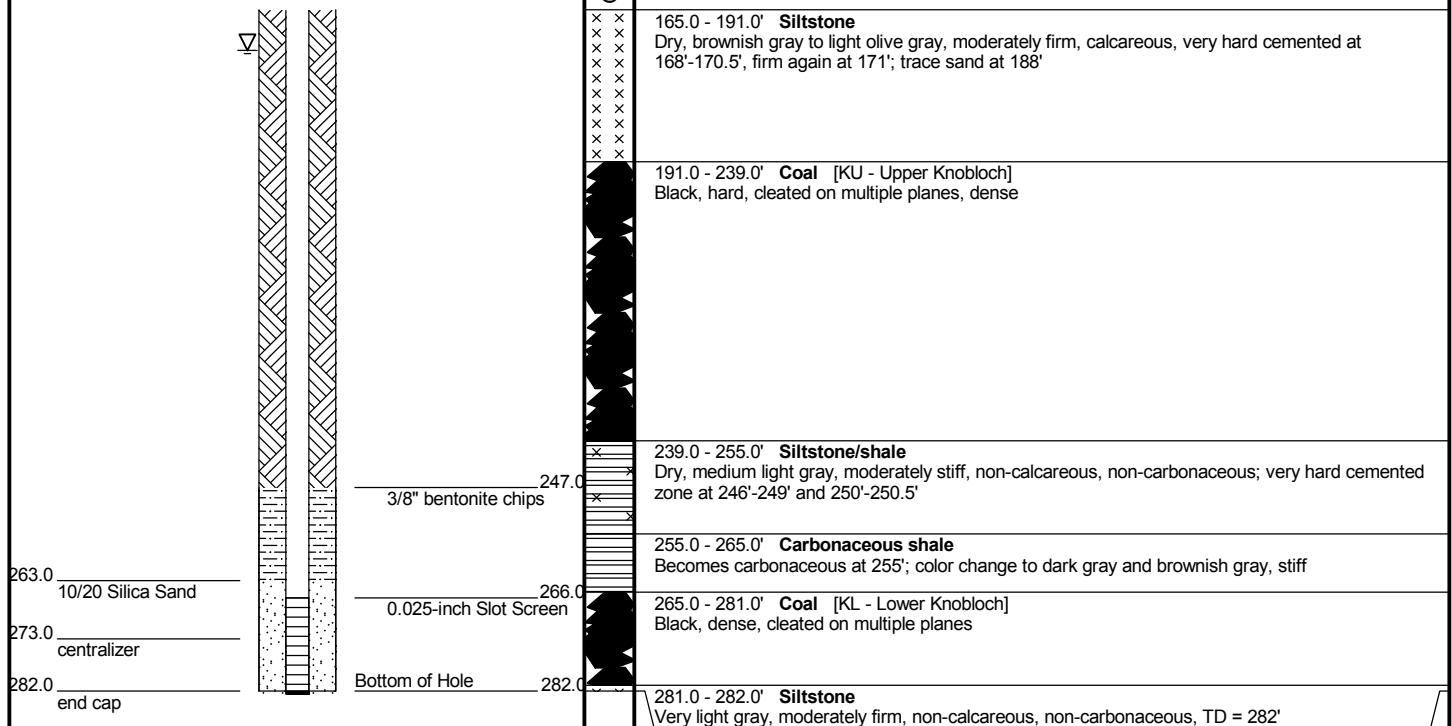 165.0 - 191.0' Siltstone
Dry, brownish gray to light olive gray, moderately firm, calcareous, very hard cemented at
168'-170.5', firm again at 171'; trace sand at 188'
191.0 - 239.0' Coal [KU - Upper Knobloch]
Black, hard, cleated on multiple planes, dense
239.0 - 255.0' Siltstone/shale
Dry, medium light gray, moderately stiff, non-calcareous, non-carbonaceous; very hard cemented
zone at 246'-249' and 250'-250.5'
247.0
3/8" bentonite chips
255.0 - 265.0' Carbonaceous shale
Becomes carbonaceous at 255'; color change to dark gray and brownish gray, stiff
263.0
10/20 Silica Sand
266.0
0.025-inch Slot Screen
265.0 - 281.0' Coal [KL - Lower Knobloch]
Black, dense, cleated on multiple planes
273.0
centralizer
282.0
end cap
Bottom of Hole 282.0
281.0 - 282.0' Siltstone
Very light gray, moderately firm, non-calcareous, non-carbonaceous, TD = 282'